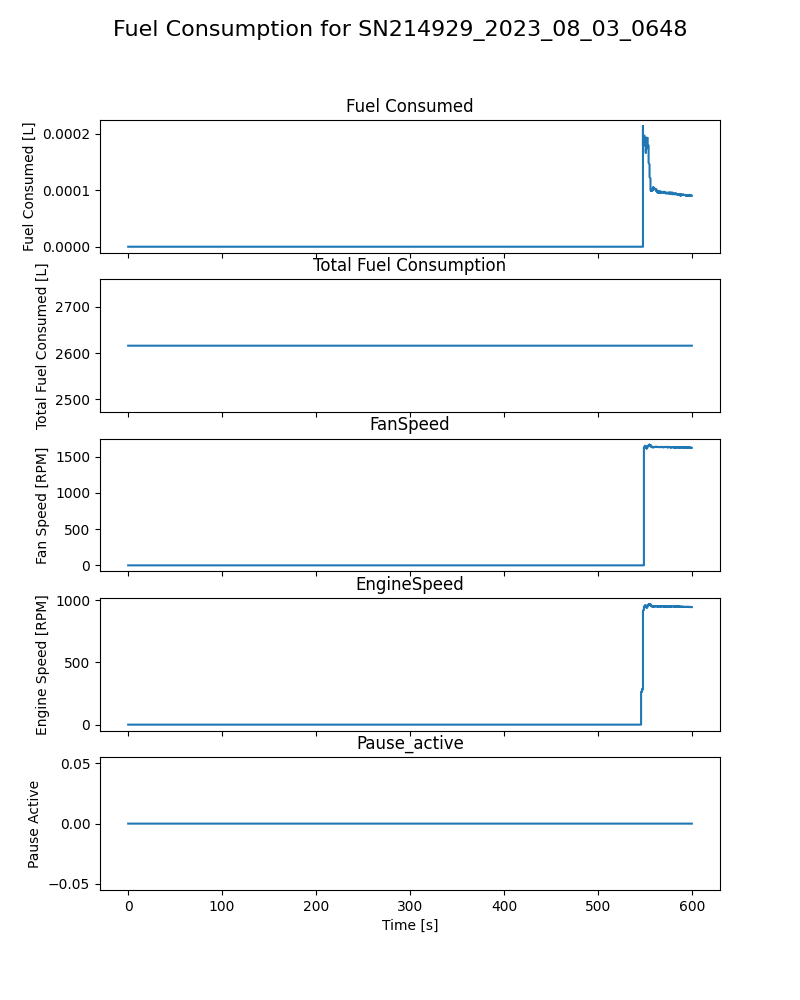 Fuel Consumption for SN214929_2023_08_03_0648
Fuel Consumed
Fuel Consumed [L]
0.0002
0.0001
0.0000
Total Fuel Consumption
Total Fuel Consumed [L]
2700
2600
2500
FanSpeed
Fan Speed [RPM]
1500
1000
500
0
EngineSpeed
Engine Speed [RPM]
1000
500
0
Pause_active
Pause Active
0.05
0.00
−0.05
0 100 200 300 400 500 600
Time [s]